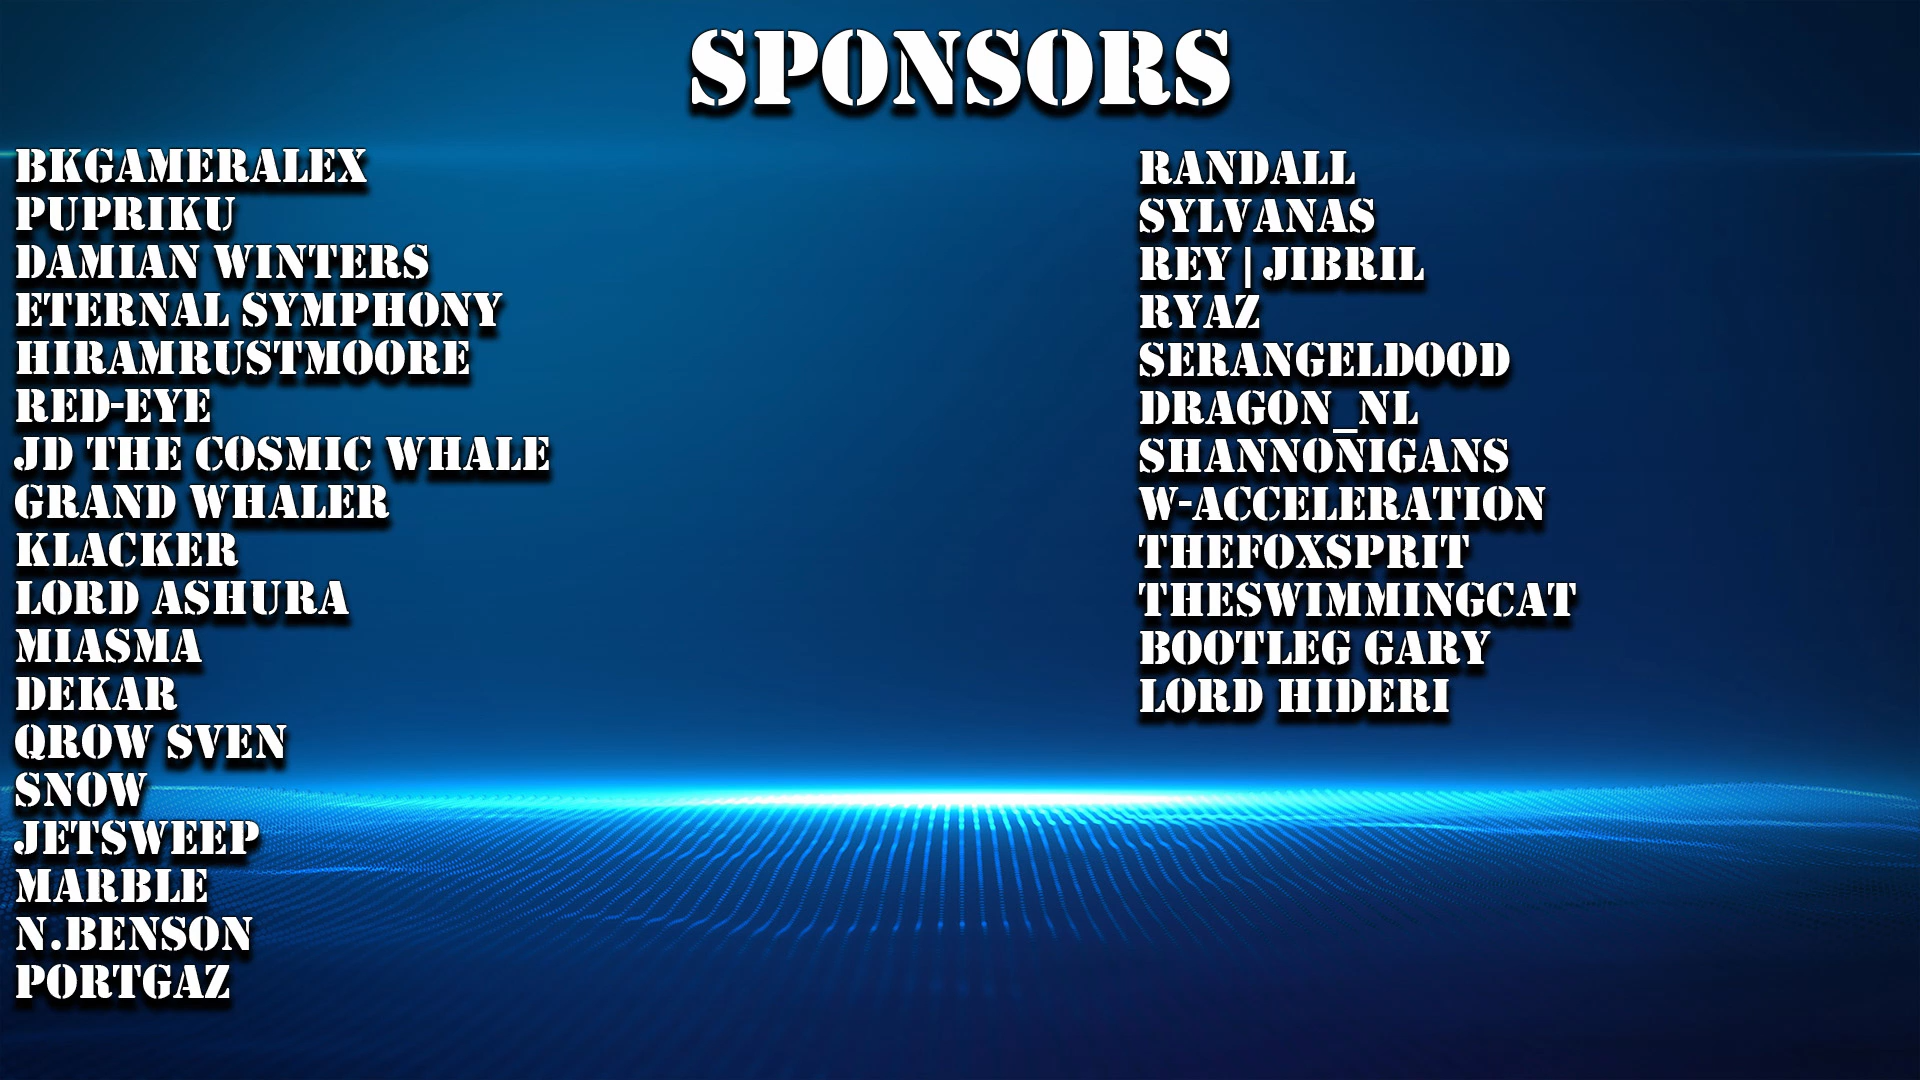 SPONSORS
BKGAMERALEX
PUPRIKU
DAMIAN WINTERS
ETERNAL SYMPHONY
HIRAMRUSTMOORE
RED-EYE
JD THE COSMIC WHALE
GRAND WHALER
KLACKER
LORD ASHURA
MIASMA
DEKAR
QROW SVEN
SNOW
JETSWEEP
MARBLE
N.BENSON
PORTGAZ
RANDALL
SYLVANAS
REY | JIBRIL
RYAZ
SERANGELDOOD
DRAGON_NL
SHANNONIGANS
W-ACCELERATION
THEFOXSPRIT
THESWIMMINGCAT
BOOTLEG GARY
LORD HIDERI